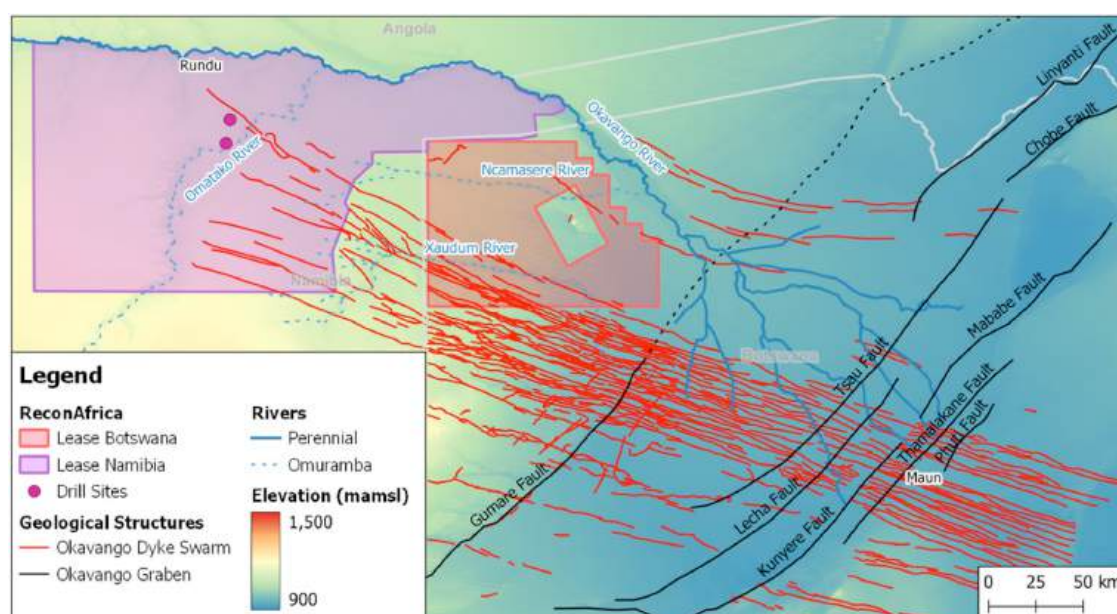 Angola
Rundu
Omatako River
Okavango River
Ncamasere River
Xaudum River
Namibia
Botswana
Linyanti Fault
Chobe Fault
Mababe Fault
Tsau Fault
Thamalakane Fault
Phuti Fault
Maun
Gumare Fault
Lecha Fault
Kunyere Fault
Legend
ReconAfrica
Lease Botswana
Lease Namibia
Drill Sites
Geological Structures
Okavango Dyke Swarm
Okavango Graben
Rivers
Perennial
Omuramba
Elevation (mamsl)
1,500
900
0 25 50 km